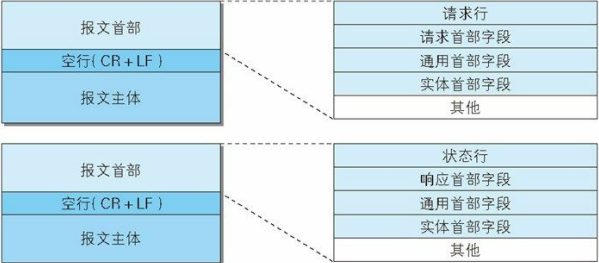 报文首部
空行(CR+LF)
报文主体
请求行
请求首部字段
通用首部字段
实体首部字段
其他
报文首部
空行(CR+LF)
报文主体
状态行
响应首部字段
通用首部字段
实体首部字段
其他